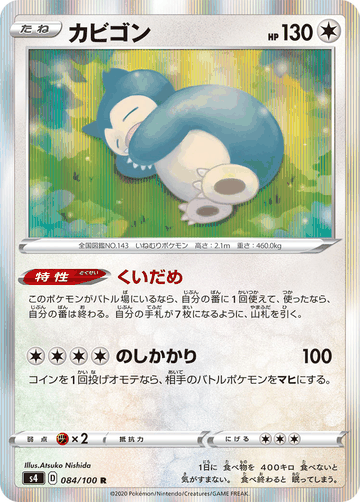 たね カビゴン HP 130
全国図鑑NO.143 いねむりポケモン 高さ：2.1m 重さ：460.0kg
特性 とくせい くいだめ
このポケモンがバトル場にいるなら、自分の番に1回使えて、使ったなら、
自分の番は終わる。自分の手札が7枚になるように、山札を引く。
のしかかり 100
コインを1回投げオモテなら、相手のバトルポケモンをマヒにする。
弱点 ×2 抵抗力 にげる
Illus.Atsuko Nishida
s4 D 084/100 R
1日に 食べ物を 400キロ 食べないと
気がすまない。 食べ終わると 眠ってしまう。
©2020 Pokémon/Nintendo/Creatures/GAME FREAK.